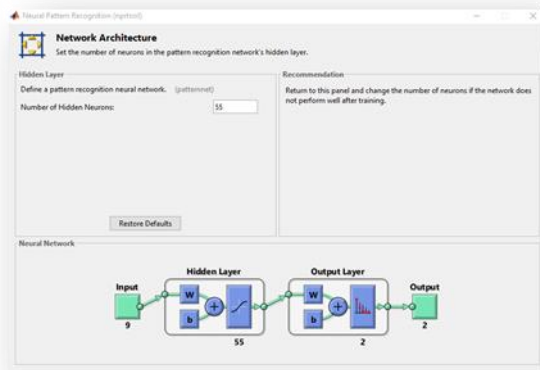 Neural Pattern Recognition (nprtool)
Network Architecture
Set the number of neurons in the pattern recognition network's hidden layer.
Hidden Layer
Define a pattern recognition neural network. (patternnet)
Number of Hidden Neurons: 55
Restore Defaults
Recommendation
Return to this panel and change the number of neurons if the network does
not perform well after training.
Neural Network
Hidden Layer Output Layer
Input Output
W W
b + b +
9 2
55 2